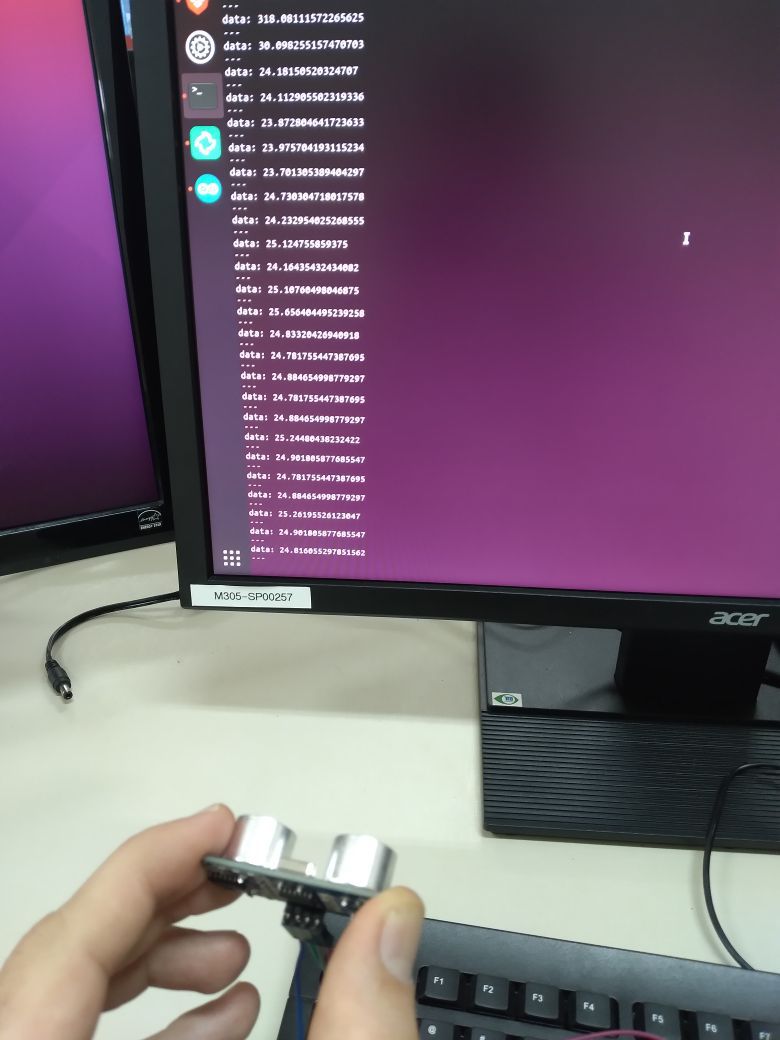 ---
data: 318.08111572265625
---
data: 30.098255157470703
---
data: 24.18150520324707
---
data: 24.112905502319336
---
data: 23.872804641723633
---
data: 23.975704193115234
---
data: 23.701305389404297
---
data: 24.730304718017578
---
data: 24.232954025268555
---
data: 25.124755859375
---
data: 24.16435432434082
---
data: 25.10760498046875
---
data: 25.656404495239258
---
data: 24.83320426940918
---
data: 24.781755447387695
---
data: 24.884654998779297
---
data: 24.781755447387695
---
data: 24.884654998779297
---
data: 25.24480438232422
---
data: 24.901805877685547
---
data: 24.781755447387695
---
data: 24.884654998779297
---
data: 25.26195526123047
---
data: 24.901805877685547
---
data: 24.816055297851562
---
M305-SP00257
acer
F1
F2
F3
F4
F5
F6
F7
@
#